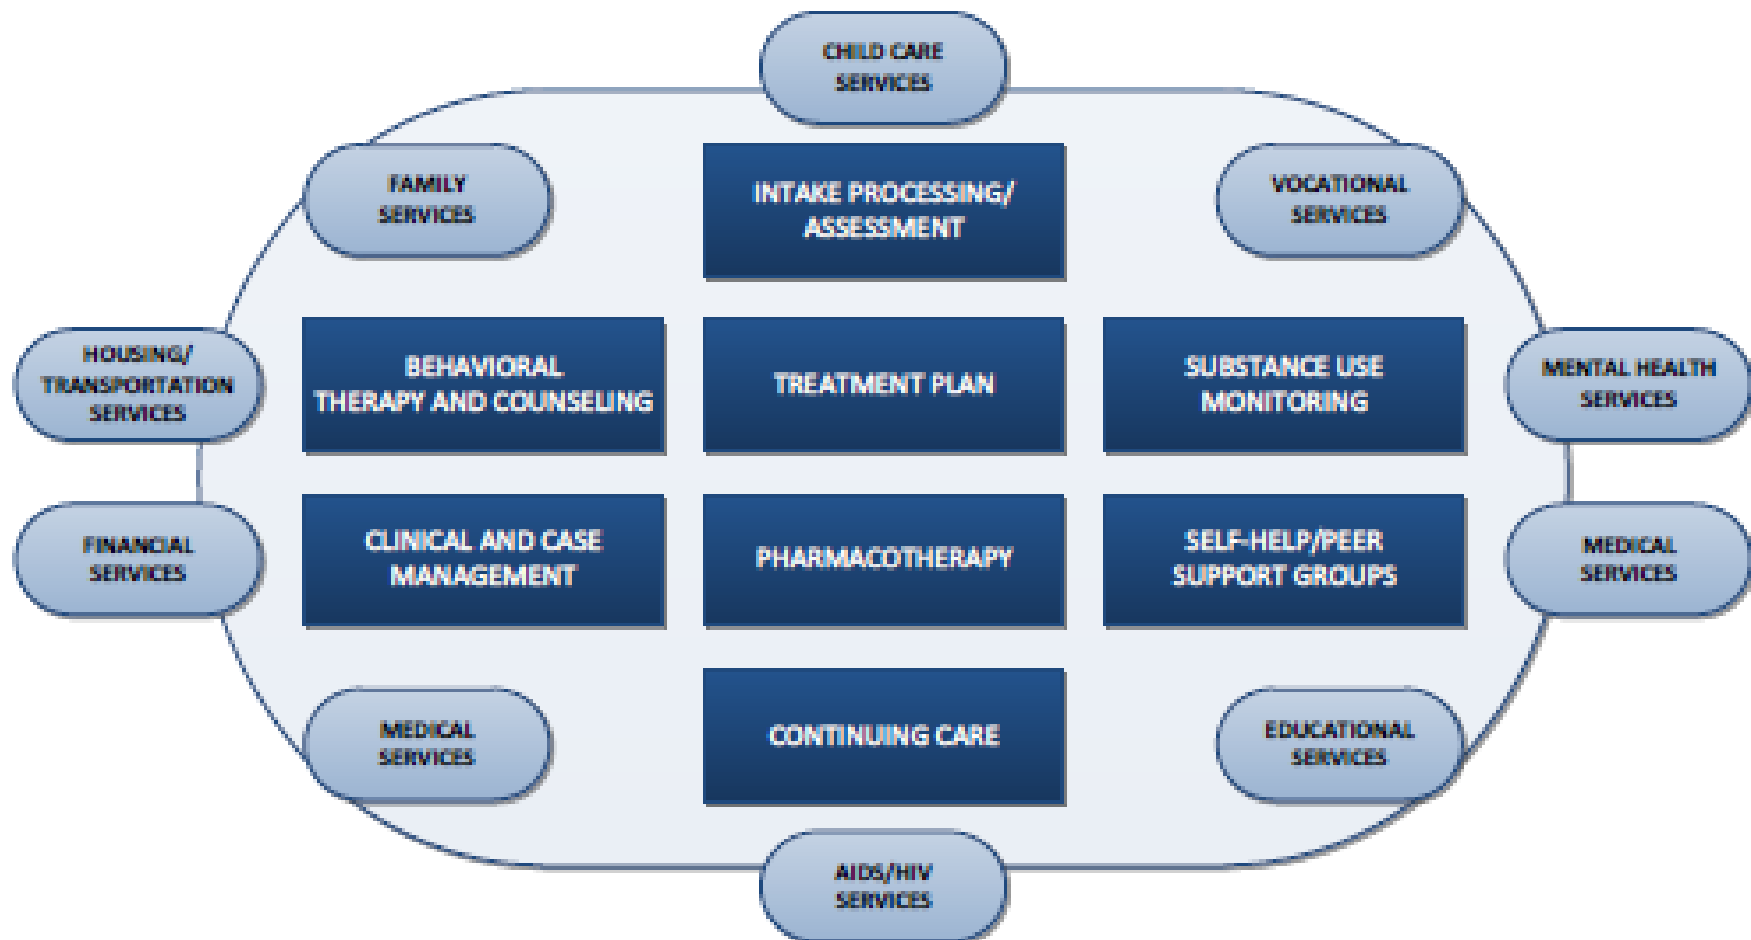 CHILD CARE
SERVICES
FAMILY
SERVICES
INTAKE PROCESSING/
ASSESSMENT
VOCATIONAL
SERVICES
HOUSING/
TRANSPORTATION
SERVICES
BEHAVIORAL
THERAPY AND COUNSELING
TREATMENT PLAN
SUBSTANCE USE
MONITORING
MENTAL HEALTH
SERVICES
FINANCIAL
SERVICES
CLINICAL AND CASE
MANAGEMENT
PHARMACOTHERAPY
SELF-HELP/PEER
SUPPORT GROUPS
MEDICAL
SERVICES
MEDICAL
SERVICES
CONTINUING CARE
EDUCATIONAL
SERVICES
AIDS/HIV
SERVICES